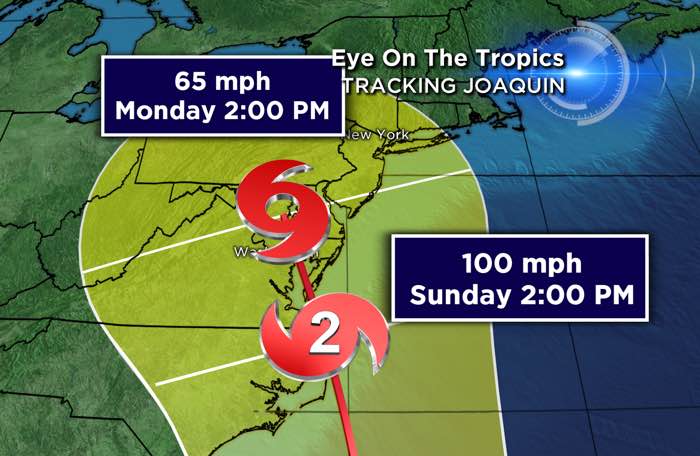 Eye On The Tropics
TRACKING JOAQUIN
65 mph
Monday 2:00 PM
New York
100 mph
Sunday 2:00 PM
2